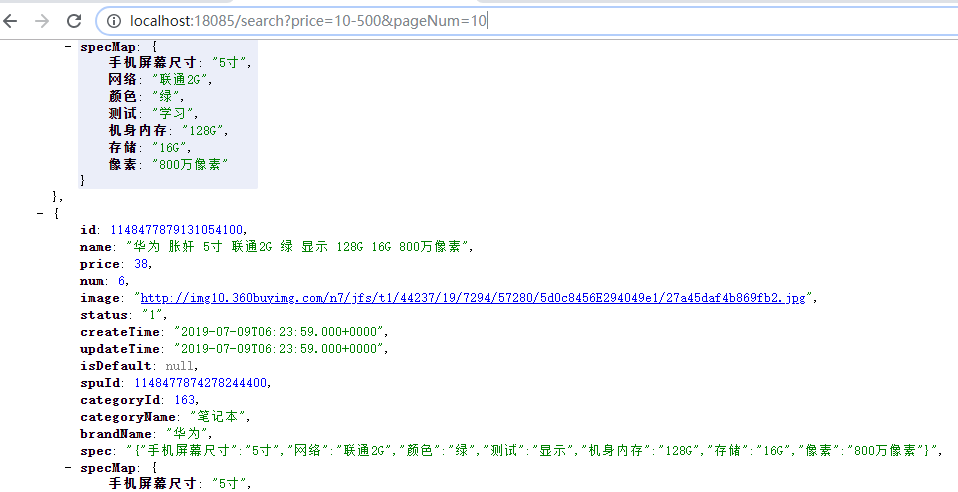 localhost:18085/search?price=10-500&pageNum=10
- specMap: {
手机屏幕尺寸: "5寸",
网络: "联通2G",
颜色: "绿",
测试: "学习",
机身内存: "128G",
存储: "16G",
像素: "800万像素"
}
},
- {
id: 1148477879131054100,
name: "华为 胀奸 5寸 联通2G 绿 显示 128G 16G 800万像素",
price: 38,
num: 6,
image: "http://img10.360buyimg.com/n7/jfs/t1/44237/19/7294/57280/5d0c8456E294049e1/27a45daf4b869fb2.jpg",
status: "1",
createTime: "2019-07-09T06:23:59.000+0000",
updateTime: "2019-07-09T06:23:59.000+0000",
isDefault: null,
spuId: 1148477874278244400,
categoryId: 163,
categoryName: "笔记本",
brandName: "华为",
spec: "{"手机屏幕尺寸":"5寸","网络":"联通2G","颜色":"绿","测试":"显示","机身内存":"128G","存储":"16G","像素":"800万像素"}",
- specMap: {
手机屏幕尺寸: "5寸",